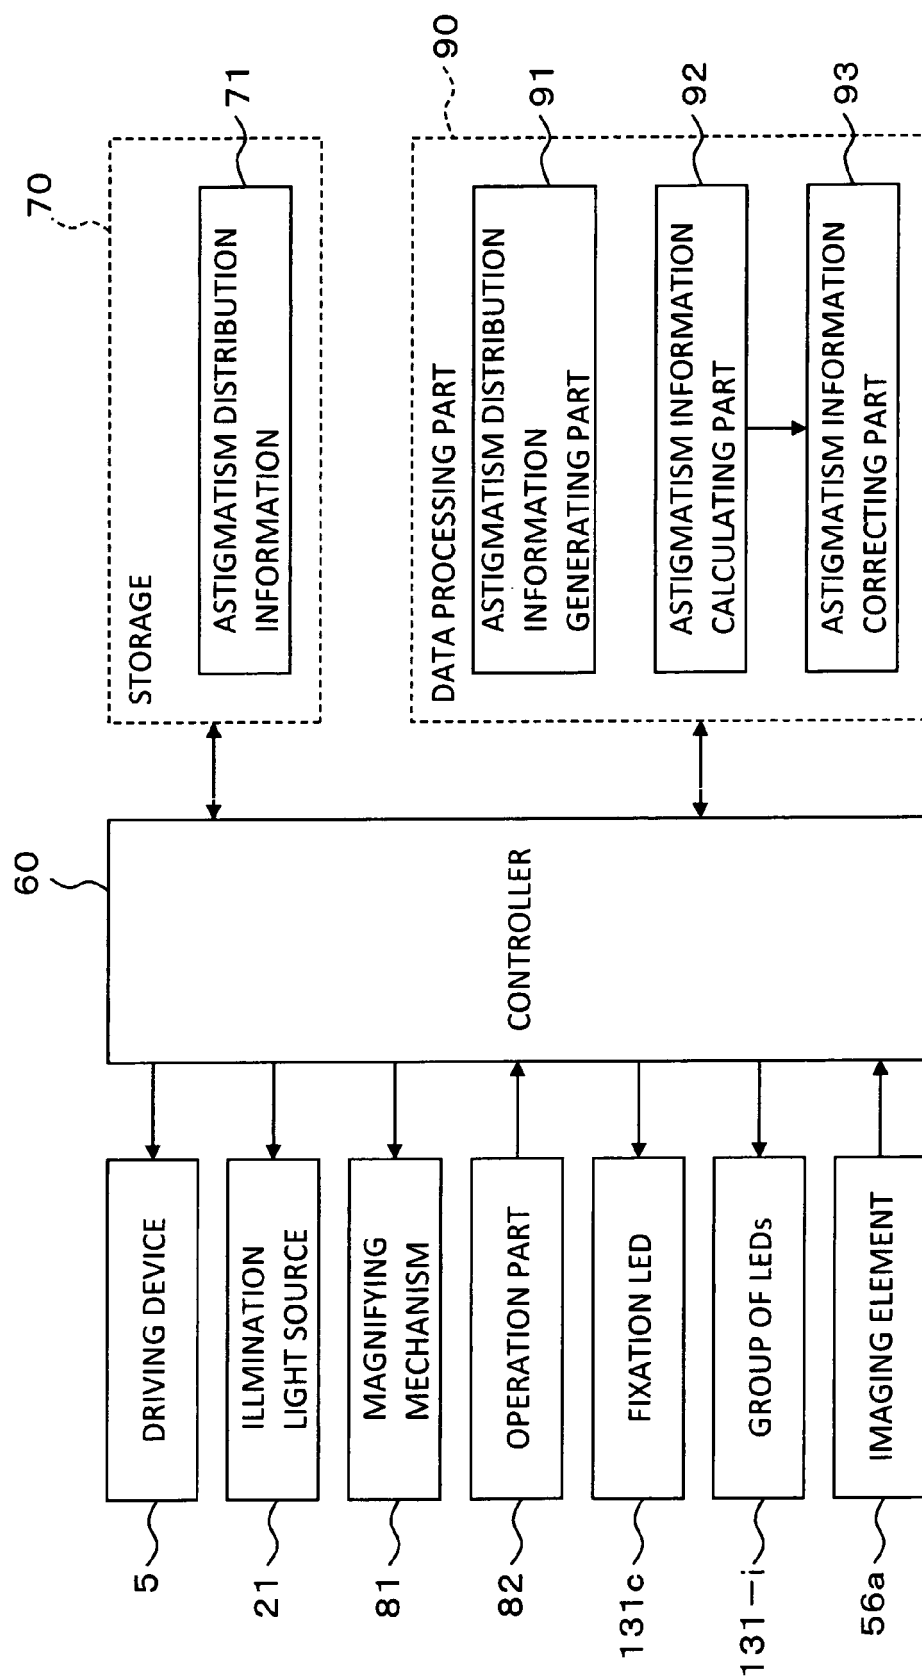 60
70
STORAGE
71
ASTIGMATISM DISTRIBUTION
INFORMATION
5
DRIVING DEVICE
21
ILLMINATION
LIGHT SOURCE
81
MAGNIFYING
MECHANISM
82
OPERATION PART
131c
FIXATION LED
131-i
GROUP OF LEDs
56a
IMAGING ELEMENT
CONTROLLER
90
DATA PROCESSING PART
91
ASTIGMATISM DISTRIBUTION
INFORMATION
GENERATING PART
92
ASTIGMATISM INFORMATION
CALCULATING PART
93
ASTIGMATISM INFORMATION
CORRECTING PART